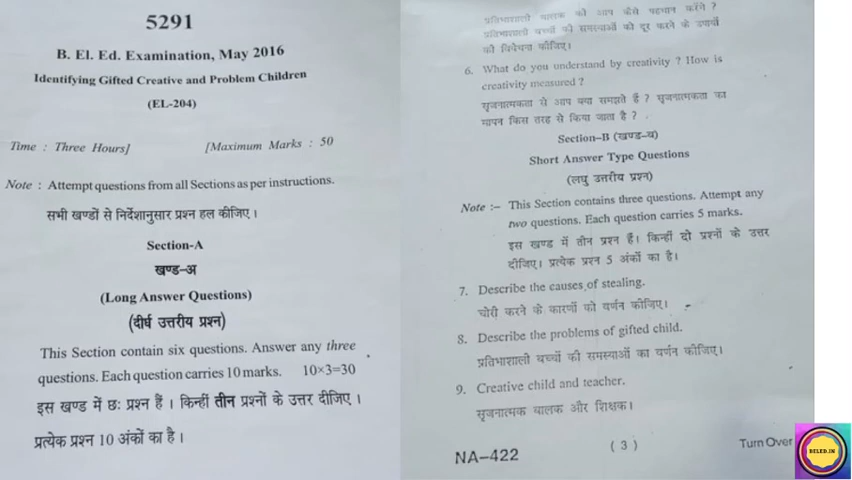 5291
B. El. Ed. Examination, May 2016
Identifying Gifted Creative and Problem Children
(EL-204)
Time : Three Hours] [Maximum Marks : 50
Note : Attempt questions from all Sections as per instructions.
सभी खण्डों से निर्देशानुसार प्रश्न हल कीजिए।
Section-A
खण्ड-अ
(Long Answer Questions)
(दीर्घ उत्तरीय प्रश्न)
This Section contain six questions. Answer any three
questions. Each question carries 10 marks. 10×3=30
इस खण्ड में छः प्रश्न हैं । किन्हीं तीन प्रश्नों के उत्तर दीजिए ।
प्रत्येक प्रश्न 10 अंकों का है ।
प्रतिभाशाली बालक की आप कैसे पहचान करेंगे ?
प्रतिभाशाली बच्चों की समस्याओं को दूर करने के उपायों
की विवेचना कीजिए।
6. What do you understand by creativity ? How is
creativity measured ?
सृजनात्मकता से आप क्या समझते हैं ? सृजनात्मकता का
मापन किस तरह से किया जाता है ?
Section-B (खण्ड-ब)
Short Answer Type Questions
(लघु उत्तरीय प्रश्न)
Note :– This Section contains three questions. Attempt any
two questions. Each question carries 5 marks.
इस खण्ड में तीन प्रश्न हैं। किन्हीं दो प्रश्नों के उत्तर
दीजिए। प्रत्येक प्रश्न 5 अंकों का है।
7. Describe the causes of stealing.
चोरी करने के कारणों को वर्णन कीजिए।
8. Describe the problems of gifted child.
प्रतिभाशाली बच्चों की समस्याओं का वर्णन कीजिए।
9. Creative child and teacher.
सृजनात्मक बालक और शिक्षक।
NA–422 ( 3 ) Turn Over
BELED.IN